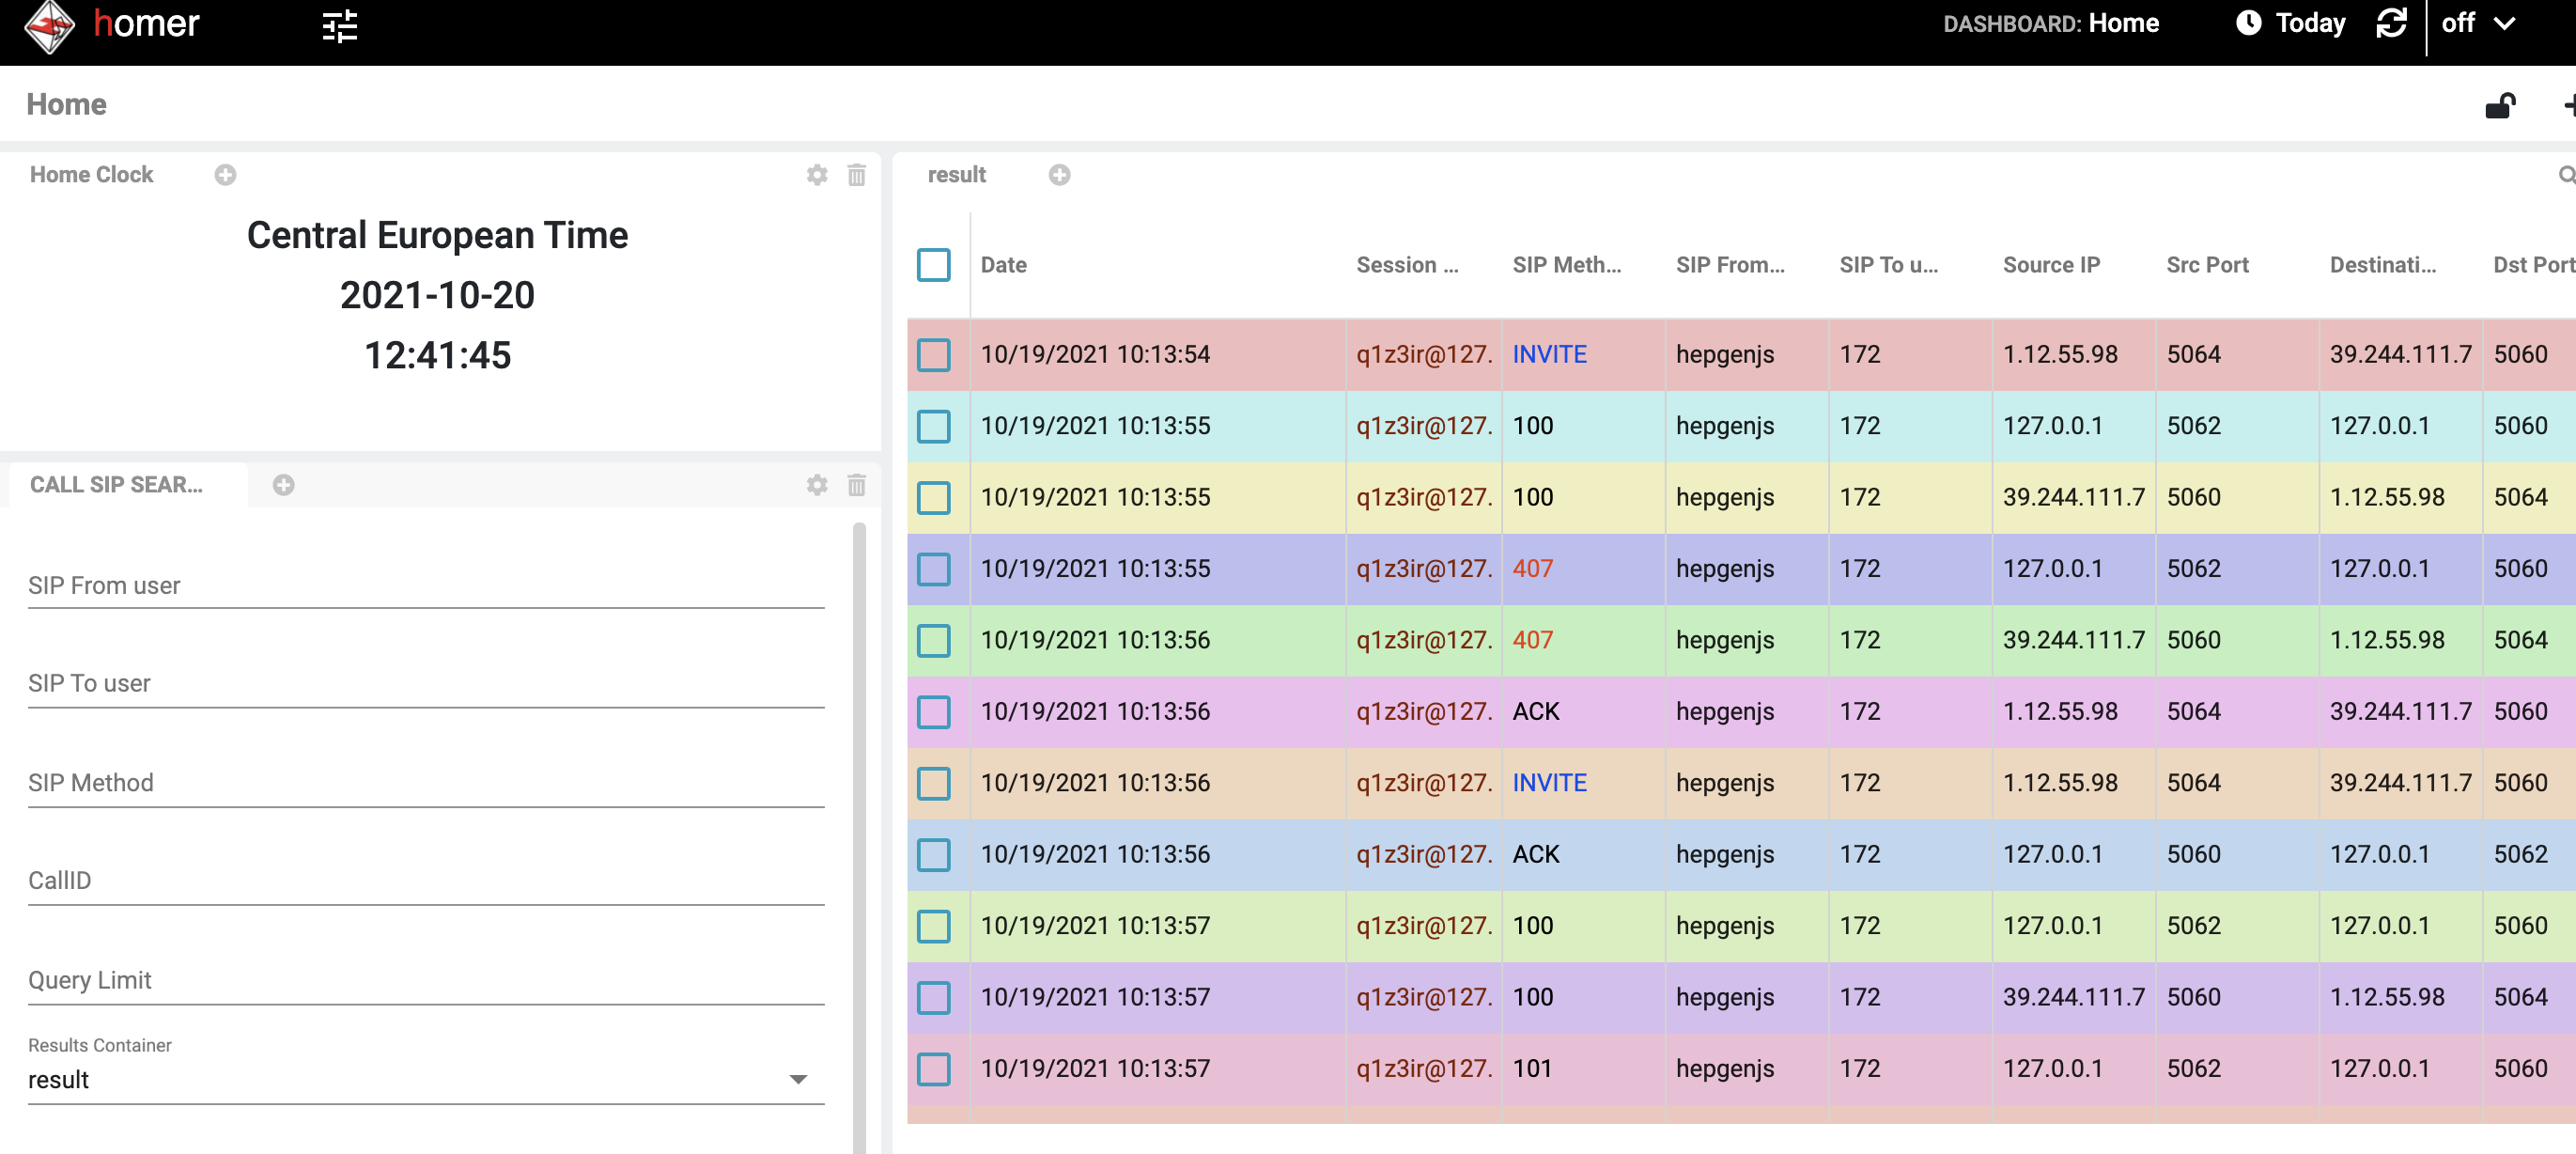 homer
DASHBOARD: Home Today off
Home
Home Clock
Central European Time
2021-10-20
12:41:45
CALL SIP SEAR...
SIP From user
SIP To user
SIP Method
CallID
Query Limit
Results Container
result
result
Date Session ... SIP Meth... SIP From... SIP To u... Source IP Src Port Destinati... Dst Port
10/19/2021 10:13:54 q1z3ir@127. INVITE hepgenjs 172 1.12.55.98 5064 39.244.111.7 5060
10/19/2021 10:13:55 q1z3ir@127. 100 hepgenjs 172 127.0.0.1 5062 127.0.0.1 5060
10/19/2021 10:13:55 q1z3ir@127. 100 hepgenjs 172 39.244.111.7 5060 1.12.55.98 5064
10/19/2021 10:13:55 q1z3ir@127. 407 hepgenjs 172 127.0.0.1 5062 127.0.0.1 5060
10/19/2021 10:13:56 q1z3ir@127. 407 hepgenjs 172 39.244.111.7 5060 1.12.55.98 5064
10/19/2021 10:13:56 q1z3ir@127. ACK hepgenjs 172 1.12.55.98 5064 39.244.111.7 5060
10/19/2021 10:13:56 q1z3ir@127. INVITE hepgenjs 172 1.12.55.98 5064 39.244.111.7 5060
10/19/2021 10:13:56 q1z3ir@127. ACK hepgenjs 172 127.0.0.1 5060 127.0.0.1 5062
10/19/2021 10:13:57 q1z3ir@127. 100 hepgenjs 172 127.0.0.1 5062 127.0.0.1 5060
10/19/2021 10:13:57 q1z3ir@127. 100 hepgenjs 172 39.244.111.7 5060 1.12.55.98 5064
10/19/2021 10:13:57 q1z3ir@127. 101 hepgenjs 172 127.0.0.1 5062 127.0.0.1 5060